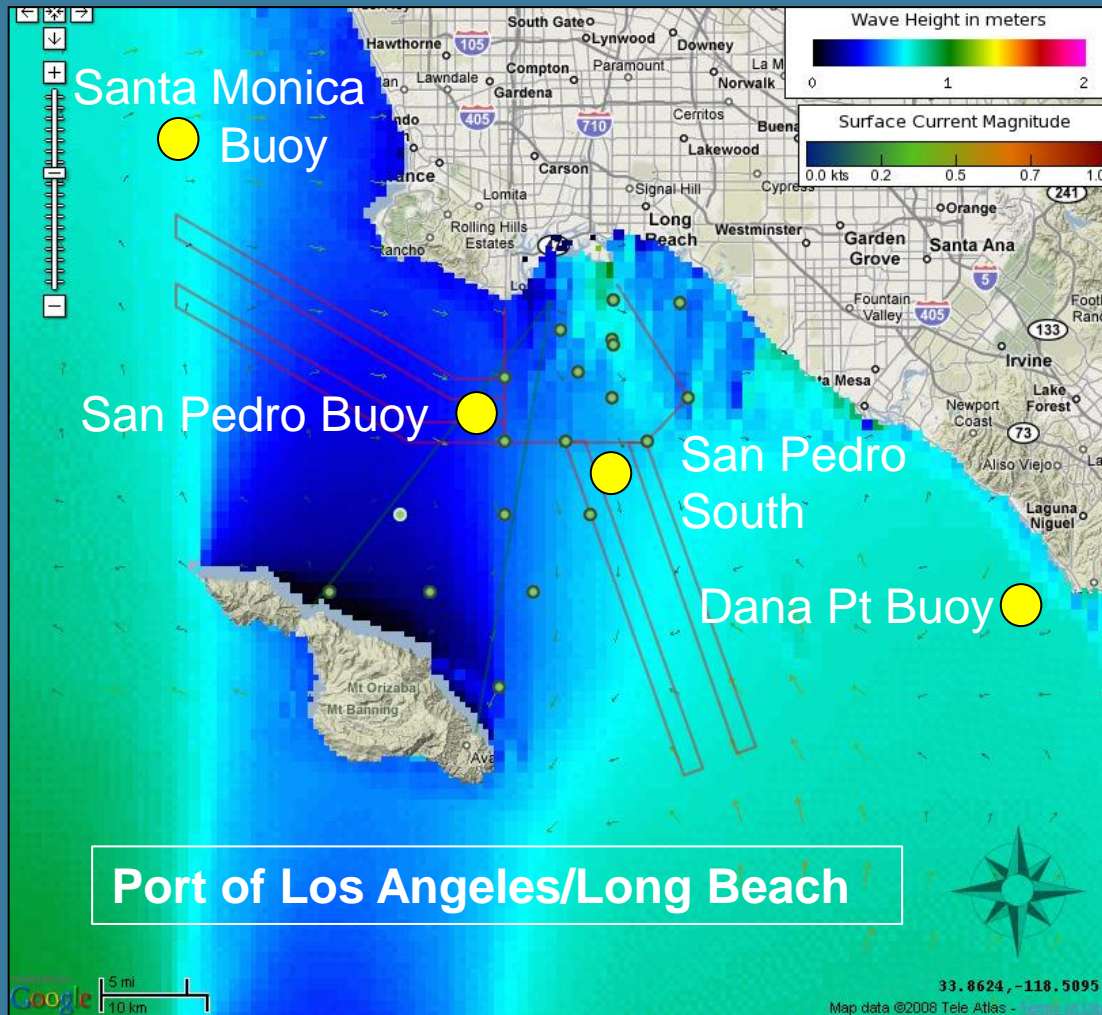 South Gate
Wave Height in meters
0 1 2
Hawthorne
105
Lynwood
Downey
Lawndale
Compton
Paramount
Norwalk
Gardena
Santa Monica
Buoy
405
710
Cerritos
Surface Current Magnitude
0.0 kts 0.2 0.5 0.7 1.0
Lakewood
Carson
Lomita
Signal Hill
Rolling Hills
Estates
Long
Beach
Westminster
Garden
Grove
Orange
241
Santa Ana
5
Fountain
Valley
405
133
Irvine
Lake
Forest
Newport
Coast
73
Aliso Viejo
Laguna
Niguel
San Pedro Buoy
San Pedro
South
Dana Pt Buoy
Mt Orizaba
Mt Banning
Port of Los Angeles/Long Beach
Google
5 mi
10 km
33.8624,-118.5095
Map data ©2008 Tele Atlas -